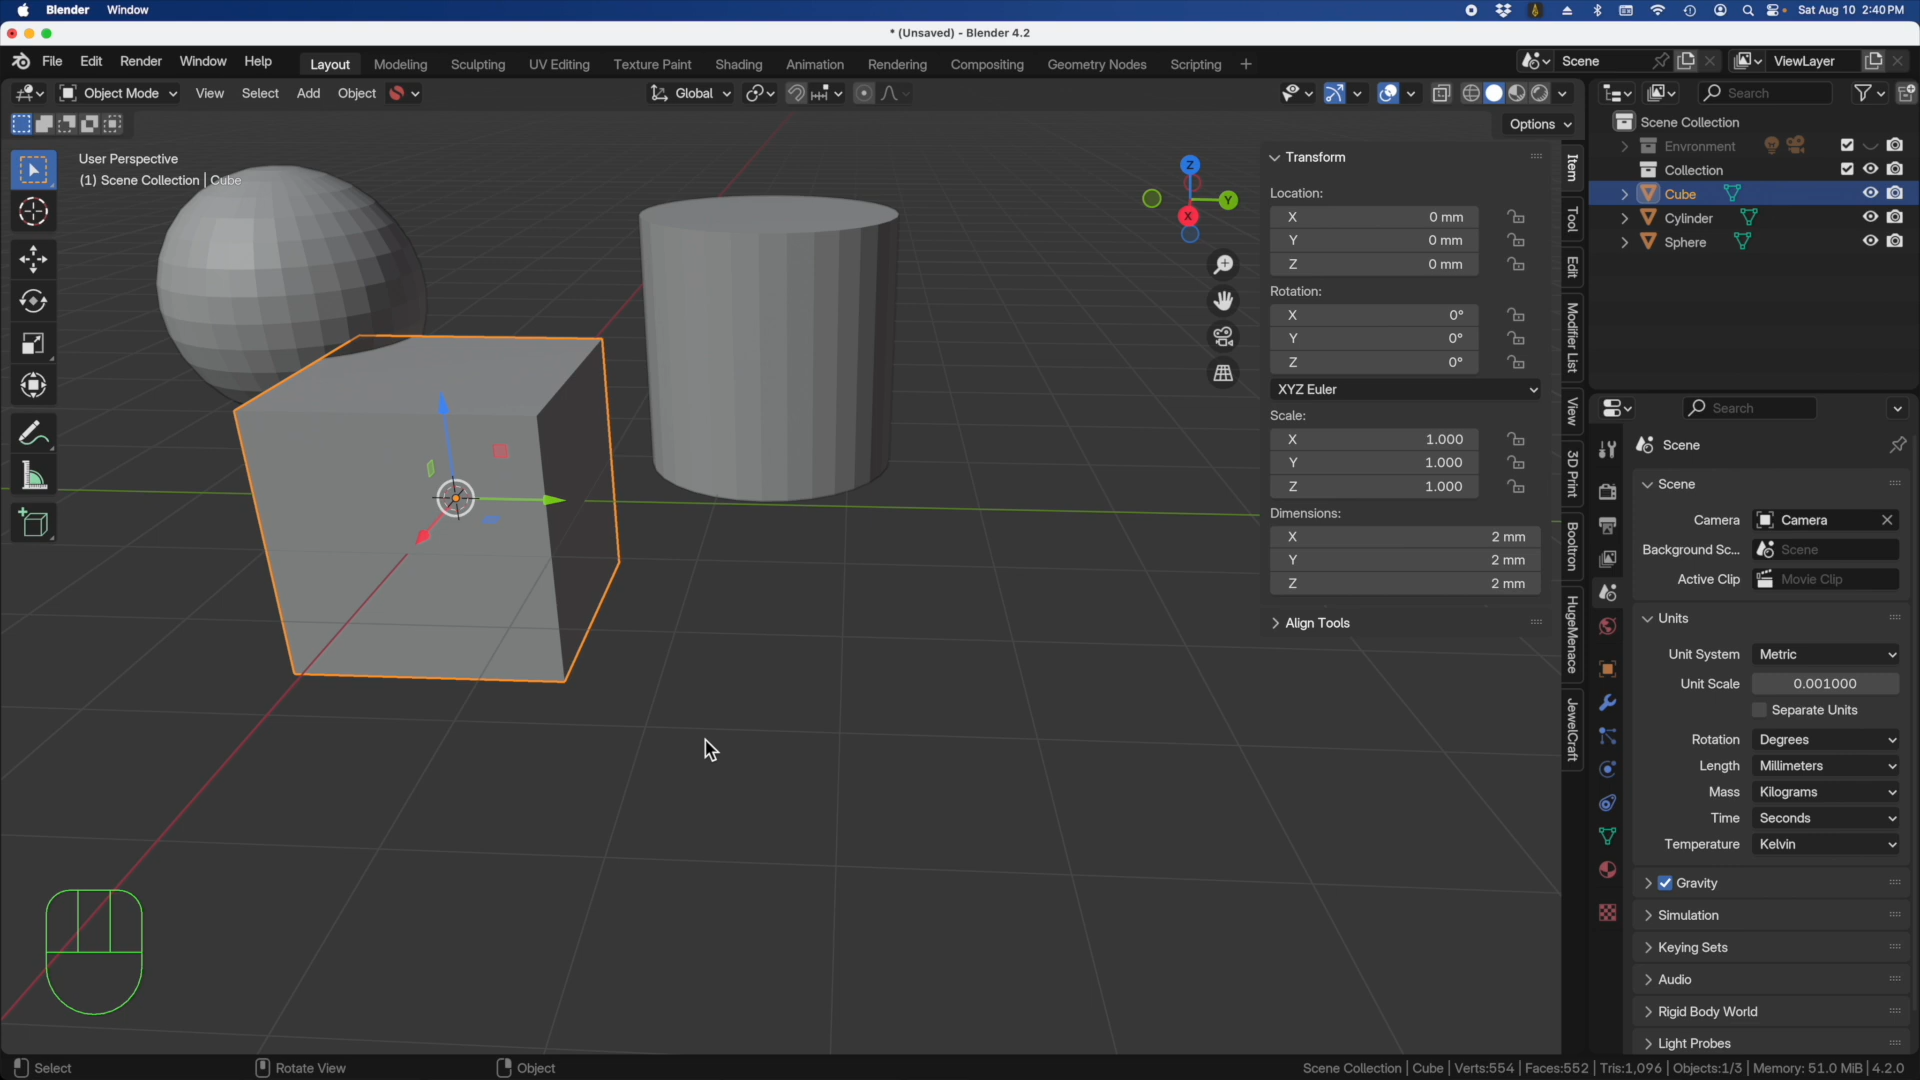 Blender Window Sat Aug 10 2:40 PM
* (Unsaved) - Blender 4.2
File Edit Render Window Help Layout Modeling Sculpting UV Editing Texture Paint Shading Animation Rendering Compositing Geometry Nodes Scripting + Scene ViewLayer
Object Mode View Select Add Object Global Search
Options
User Perspective
(1) Scene Collection | Cube
Transform
Location:
X 0 mm
Y 0 mm
Z 0 mm
Rotation:
X 0°
Y 0°
Z 0°
XYZ Euler
Scale:
X 1.000
Y 1.000
Z 1.000
Dimensions:
X 2 mm
Y 2 mm
Z 2 mm
Align Tools
Z
Y
X
Item
Tool
Edit
Modifier List
View
3D Print
Booltron
HugeMenace
JewelCraft
Scene Collection
Envronment
Collection
Cube
Cylinder
Sphere
Search
Scene
Scene
Camera Camera
Background Sc... Scene
Active Clip Movie Clip
Units
Unit System Metric
Unit Scale 0.001000
Separate Units
Rotation Degrees
Length Millimeters
Mass Kilograms
Time Seconds
Temperature Kelvin
Gravity
Simulation
Keying Sets
Audio
Rigid Body World
Light Probes
Select Rotate View Object Scene Collection | Cube | Verts:554 | Faces:552 | Tris:1,096 | Objects:1/3 | Memory: 51.0 MiB | 4.2.0